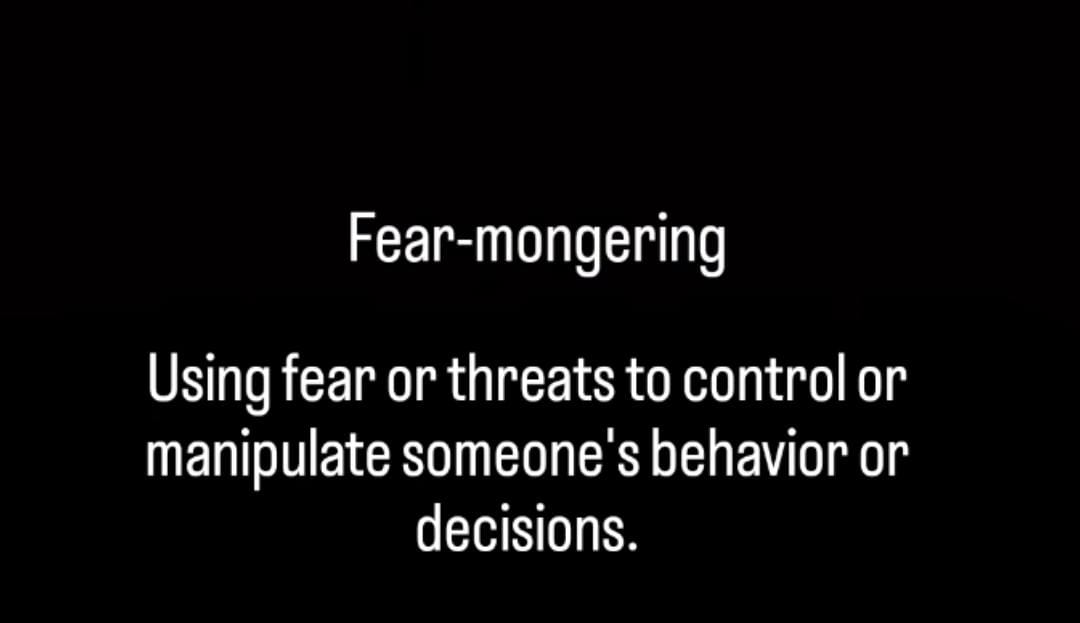 Fear-mongering
Using fear or threats to control or
manipulate someone's behavior or
decisions.